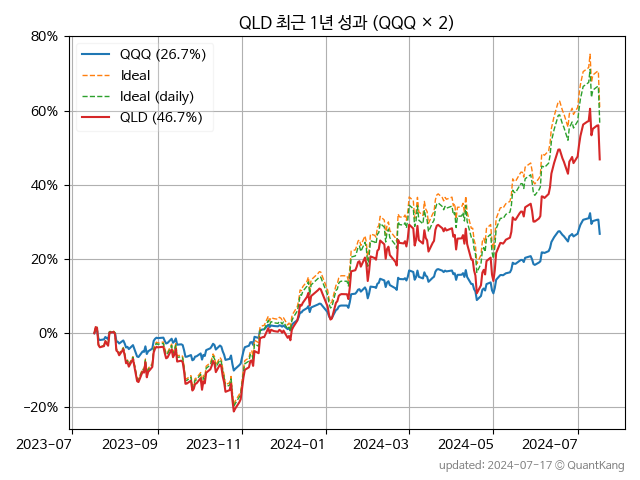 QLD 최근 1년 성과 (QQQ × 2)
80%
60%
40%
20%
0%
−20%
QQQ (26.7%)
Ideal
Ideal (daily)
QLD (46.7%)
2023−07 2023−09 2023−11 2024−01 2024−03 2024−05 2024−07
updated: 2024−07−17 © QuantKang